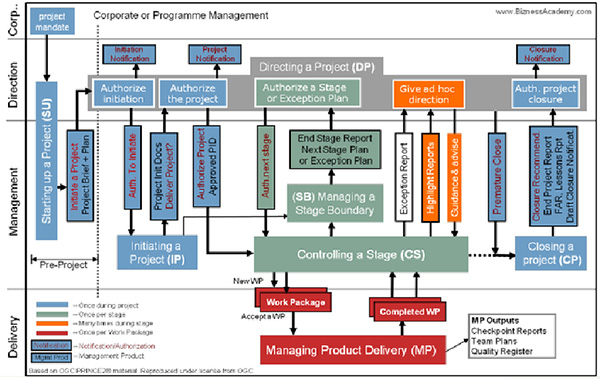 Corp..
project
mandate
Corporate or Programme Management
www.BiznessAcademy.com
Initiation
Notification
Project
Notification
Closure
Notification
Direction
Directing a Project (DP)
Authorize
initiation
Authorize
the project
Authorize a Stage
or Exception Plan
Give ad hoc
direction
Auth. project
closure
Management
Starting up a Project (SU)
Initiate a Project
Project Brief + Plan
Auth. To Initiate
Project Init Docs
Deliver Project?
Authorize Project
Approved PID
Auth.next stage
End Stage Report
Next Stage Plan
or Exception Plan
Exception Report
Highlight Reports
Guidance & advise
Premature Close
Closure Recommend
End Project Report
FAR, Lessons Rpt
Draft Closure Notificat.
(SB) Managing a
Stage Boundary
Initiating a
Project (IP)
Controlling a Stage (CS)
Closing a
project (CP)
Pre-Project
New WP
Work Package
Accept a WP
Completed WP
Delivery
Once during project
Once per stage
Many times during stage
Once per Work Package
Notification
Notification/Authorization
Mgmt Prod
Management Product
Managing Product Delivery (MP)
MP Outputs
Checkpoint Reports
Team Plans
Quality Register
Based on OGC PRINCE2® material. Reproduced under license from OGC